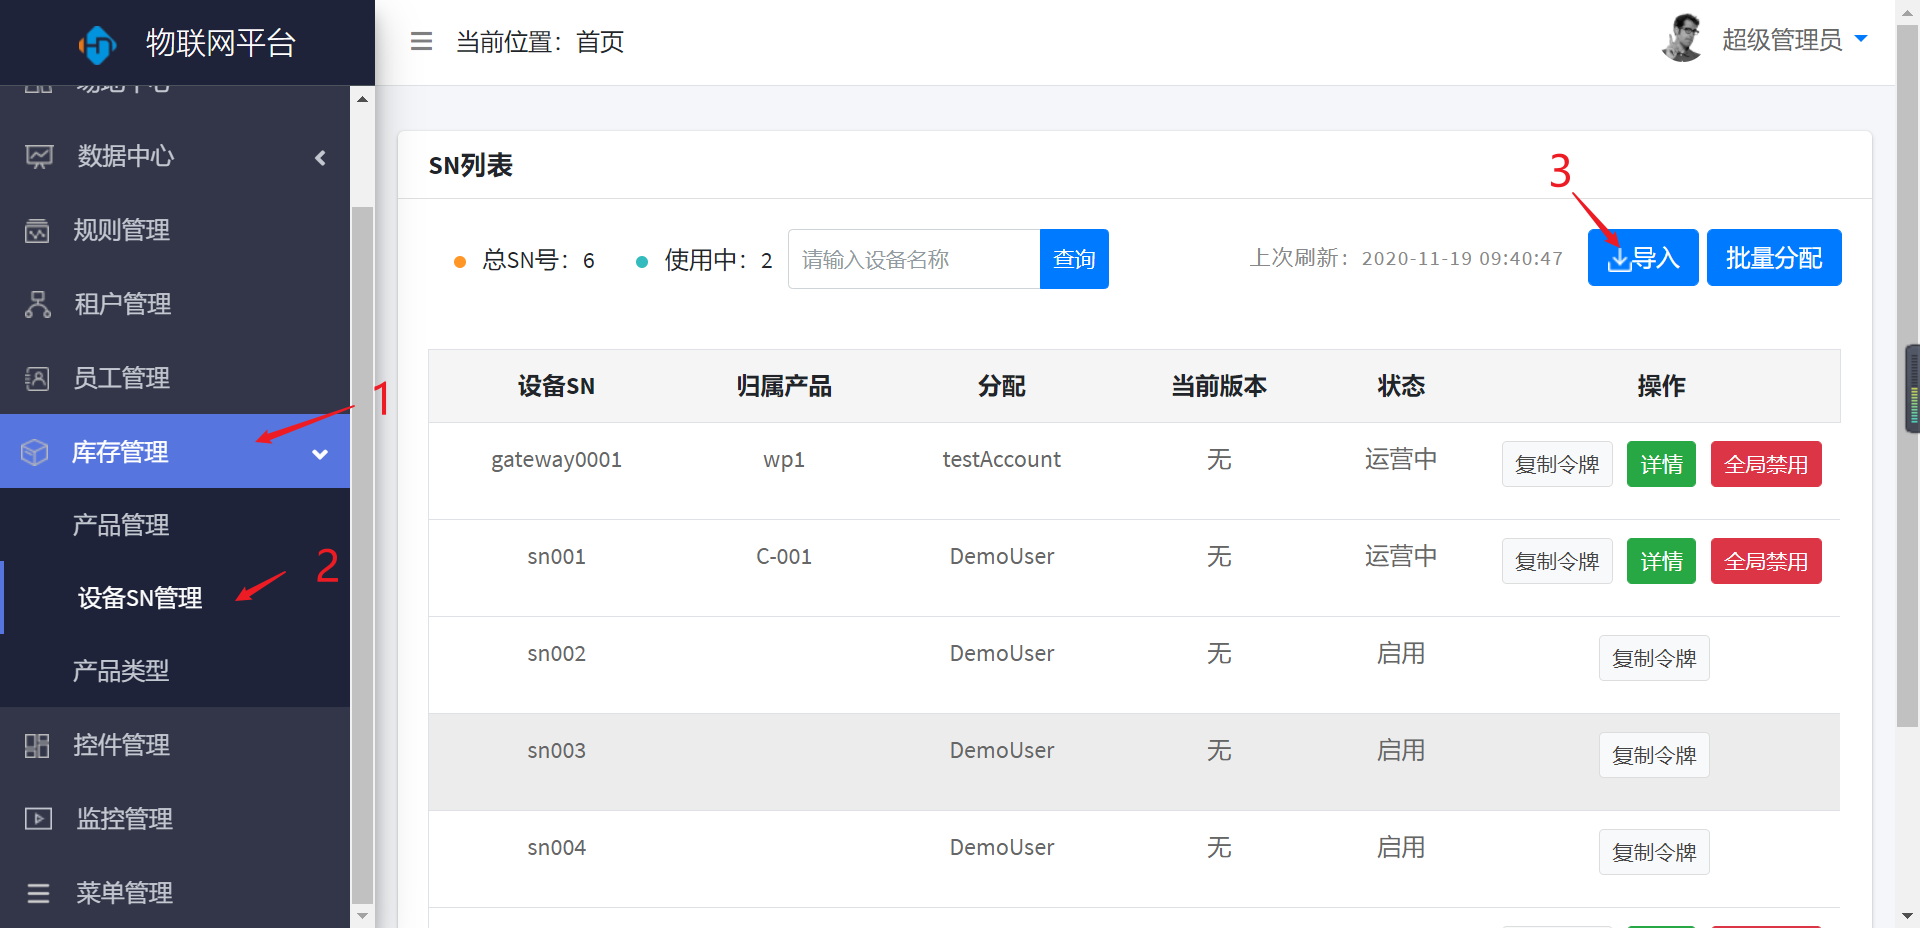 物联网平台
当前位置：首页
超级管理员
数据中心
规则管理
租户管理
员工管理
库存管理
产品管理
设备SN管理
产品类型
控件管理
监控管理
菜单管理
1
2
3
SN列表
总SN号：6
使用中：2
请输入设备名称
查询
上次刷新：2020-11-19 09:40:47
导入
批量分配
设备SN 归属产品 分配 当前版本 状态 操作
gateway0001 wp1 testAccount 无 运营中 复制令牌 详情 全局禁用
sn001 C-001 DemoUser 无 运营中 复制令牌 详情 全局禁用
sn002 DemoUser 无 启用 复制令牌
sn003 DemoUser 无 启用 复制令牌
sn004 DemoUser 无 启用 复制令牌